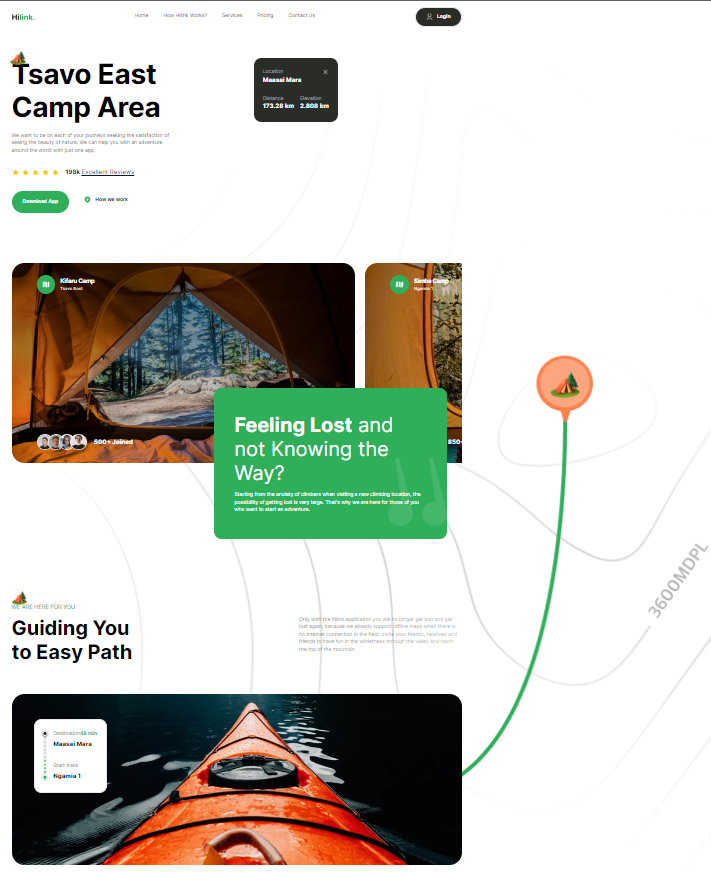 Hilink.
Home How Hilink Works? Services Pricing Contact Us
Login
Tsavo East
Camp Area
We want to be on each of your journeys seeking the satisfaction of
seeing the beauty of nature. We can help you with an adventure
around the world with just one app.
198k Excellent Reviews
Download App
How we work
Location
Maasai Mara
Distance Elevation
173.28 km 2.808 km
Kifaru Camp
Tsavo East
500+ Joined
Simba Camp
Ngamia 1
850+
Feeling Lost and
not Knowing the
Way?
Starting from the anxiety of climbers when visiting a new climbing location, the
possibility of getting lost is very large. That's why we are here for those of you
who want to start an adventure.
3600MDPL
WE ARE HERE FOR YOU
Guiding You
to Easy Path
Only with the hilink application you will no longer get lost and get
lost again, because we already support offline maps when there is
no internet connection in the field. Invite your friends, relatives and
friends to have fun in the wilderness through the valley and reach
the top of the mountain
Destination 48 min
Maasai Mara
Start track
Ngamia 1